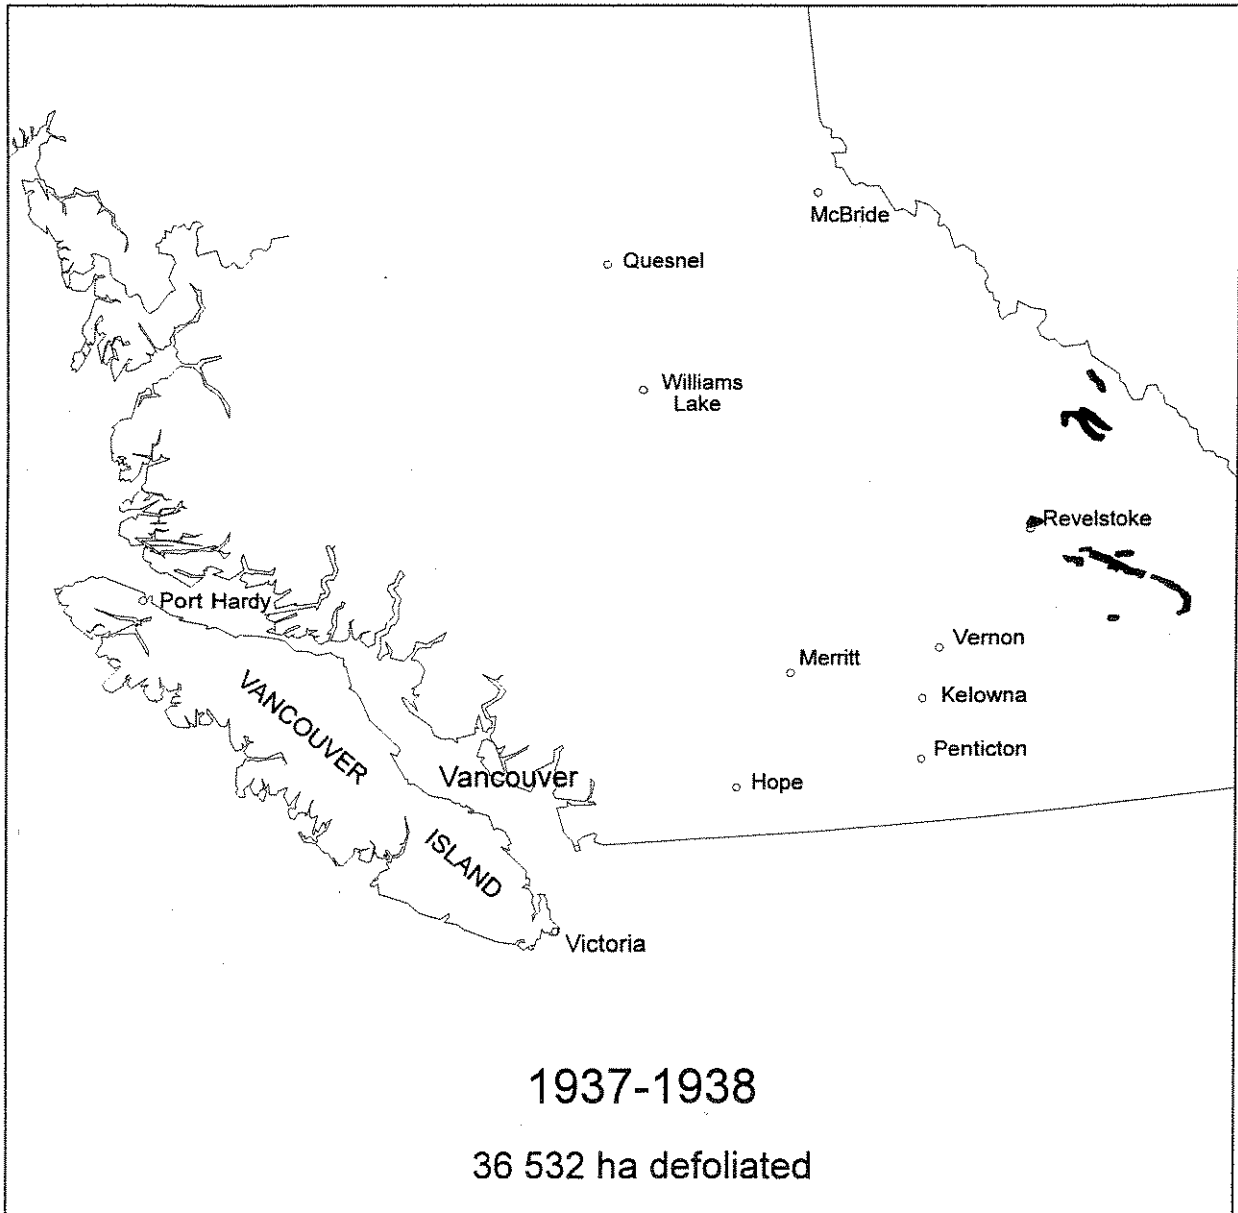 McBride
Quesnel
Williams
Lake
Revelstoke
Port Hardy
Vernon
Merritt
Kelowna
VANCOUVER
Penticton
Vancouver
Hope
ISLAND
Victoria
1937-1938
36 532 ha defoliated